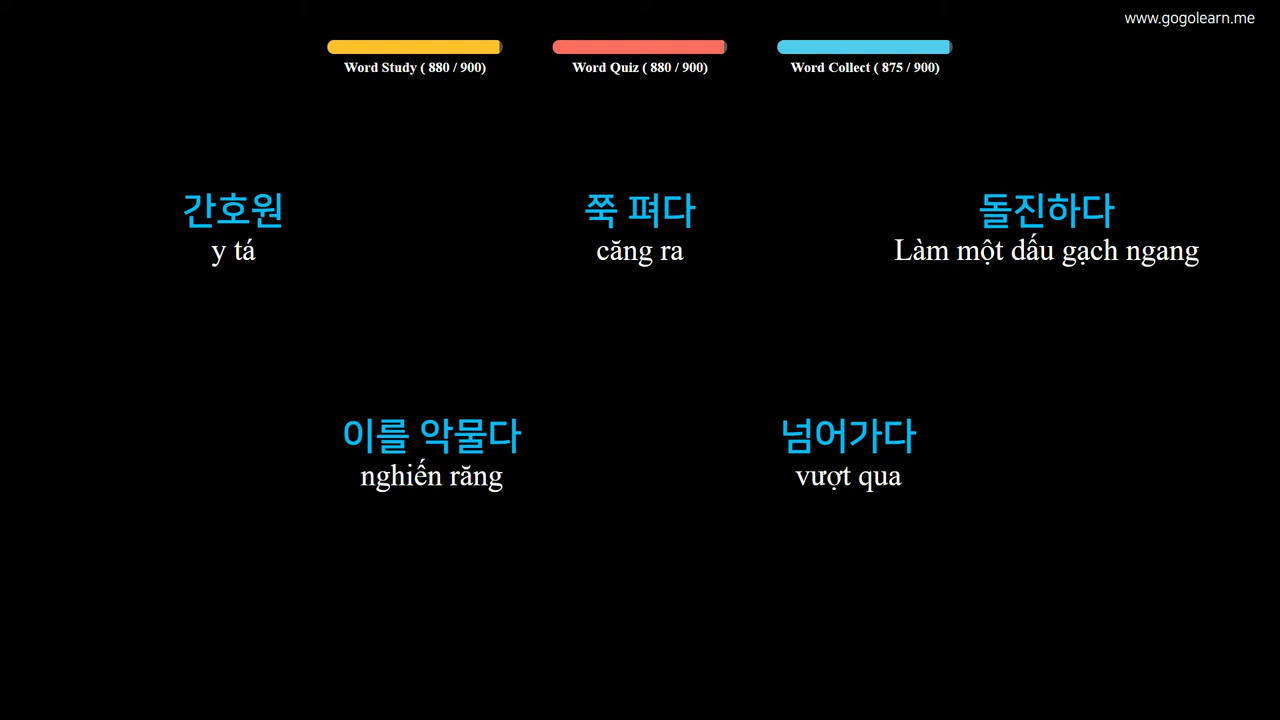 www.gogolearn.me
Word Study ( 880 / 900)
Word Quiz ( 880 / 900)
Word Collect ( 875 / 900)
간호원
y tá
쭉 펴다
căng ra
돌진하다
Làm một dấu gạch ngang
이를 악물다
nghiến răng
넘어가다
vượt qua